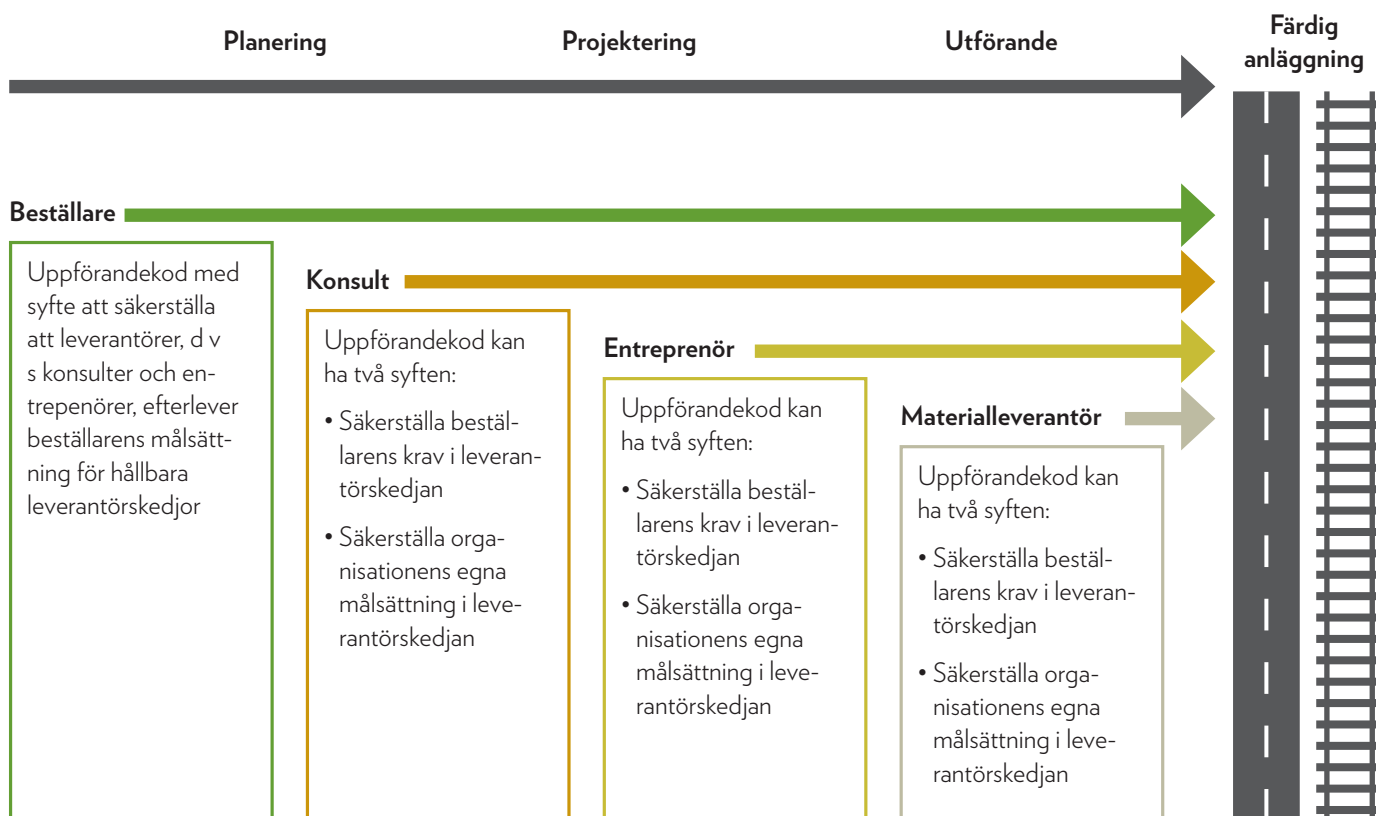 Planering
Projektering
Utförande
Färdig
anläggning
Beställare
Uppförandekod med
syfte att säkerställa
att leverantörer, d v
s konsulter och en-
trepenörer, efterlever
beställarens målsätt-
ning för hållbara
leverantörskedjor
Konsult
Uppförandekod kan
ha två syften:
• Säkerställa bestäl-
larens krav i leveran-
törskedjan
• Säkerställa orga-
nisationens egna
målsättning i leve-
rantörskedjan
Entreprenör
Uppförandekod kan
ha två syften:
• Säkerställa bestäl-
larens krav i leveran-
törskedjan
• Säkerställa orga-
nisationens egna
målsättning i leve-
rantörskedjan
Materialleverantör
Uppförandekod kan
ha två syften:
• Säkerställa bestäl-
larens krav i leveran-
törskedjan
• Säkerställa orga-
nisationens egna
målsättning i leve-
rantörskedjan